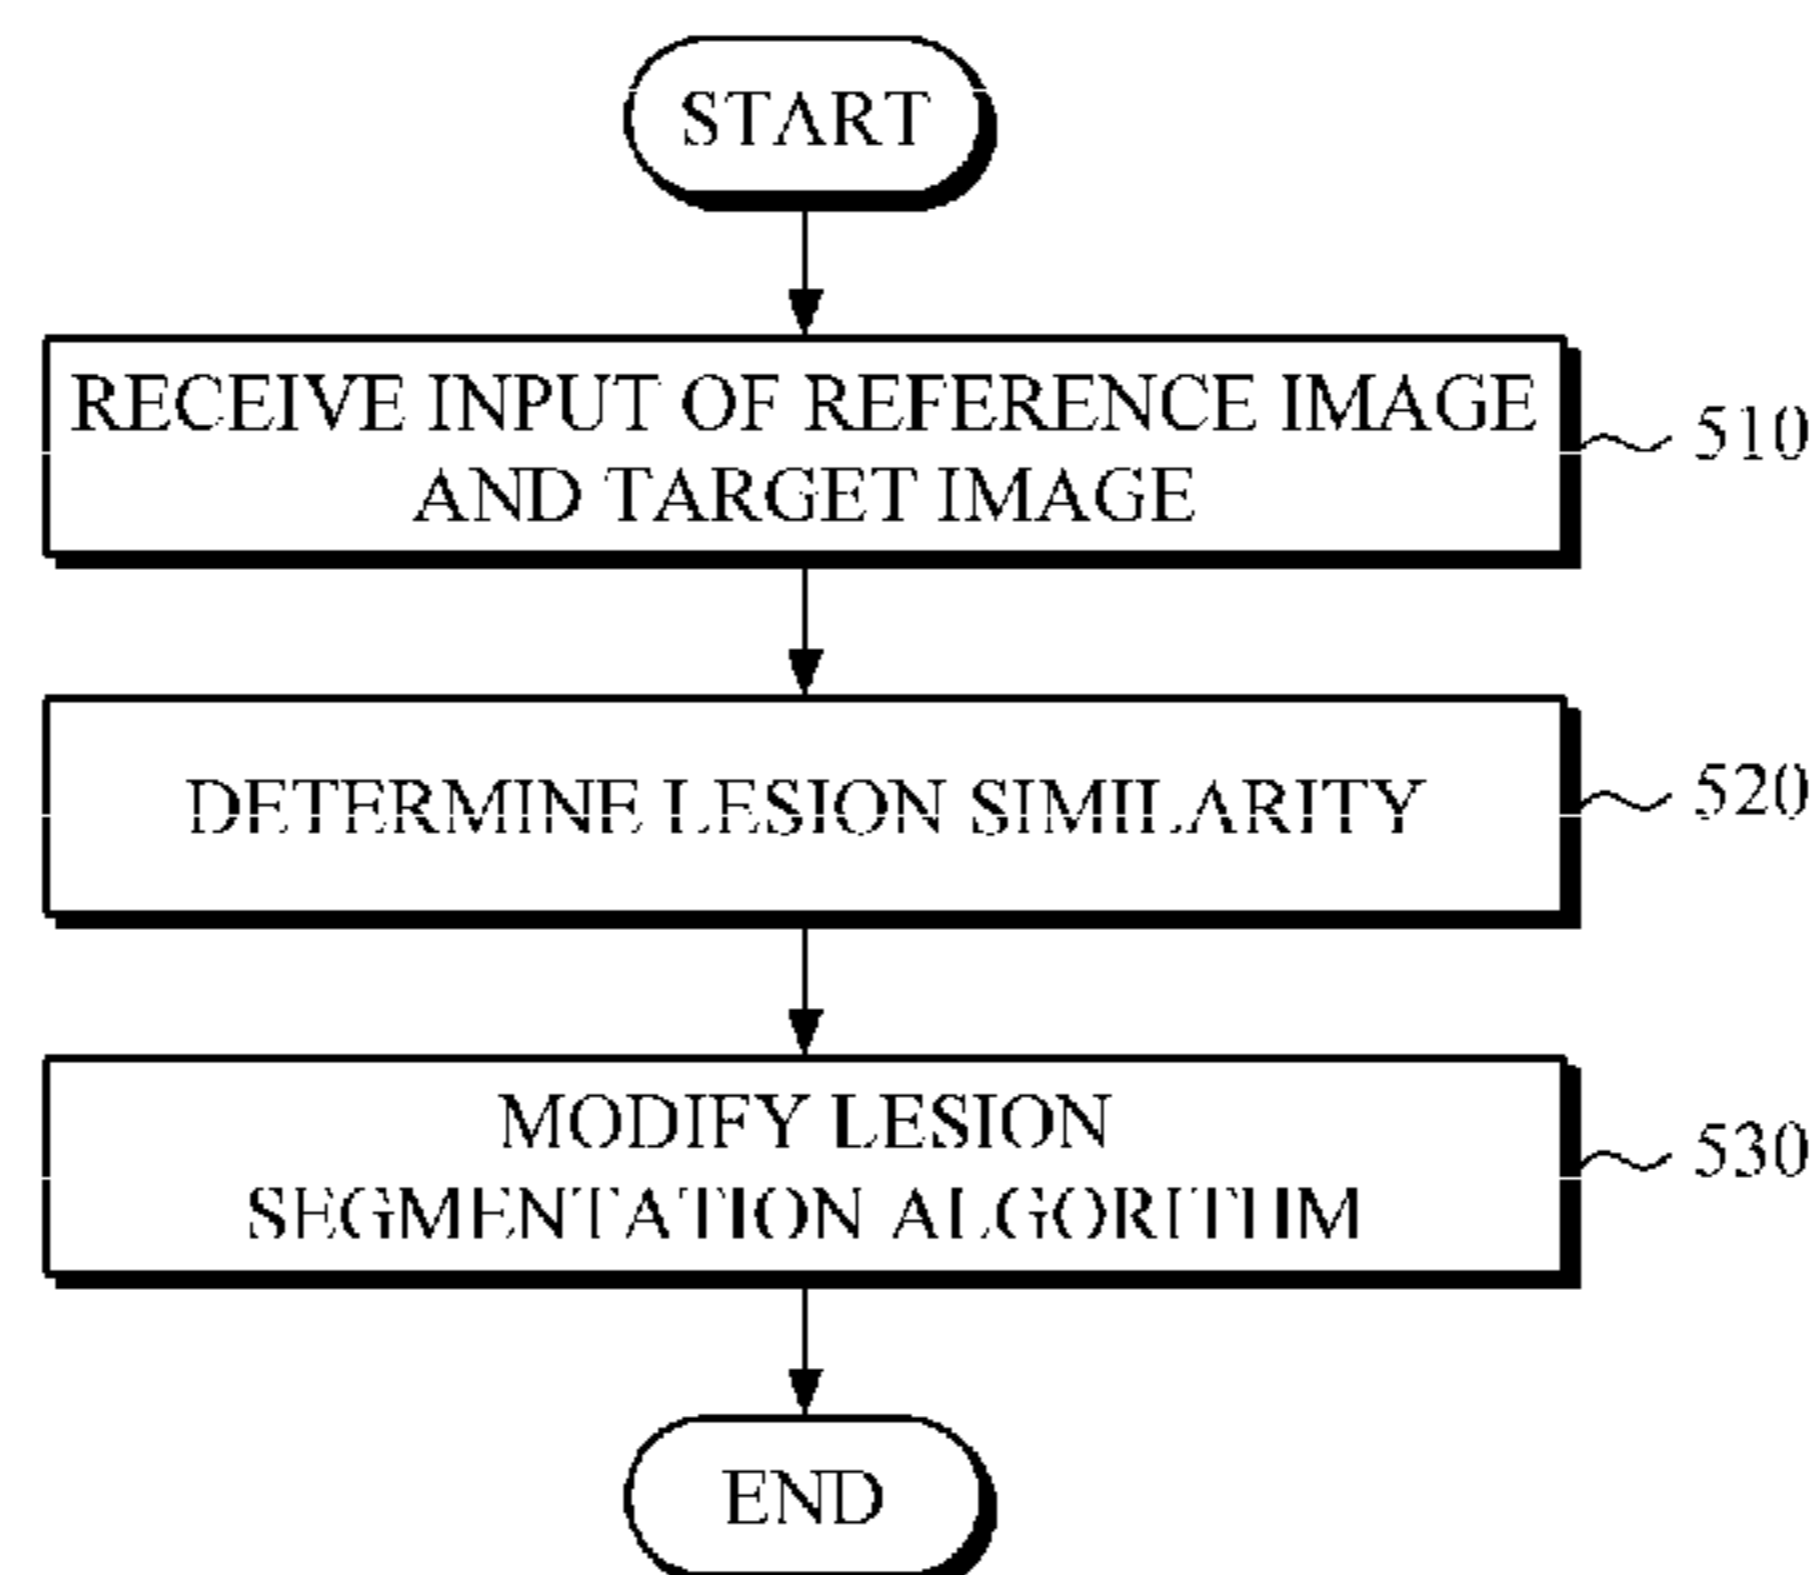 START
RECEIVE INPUT OF REFERENCE IMAGE
AND TARGET IMAGE
510
DETERMINE LESION SIMILARITY
520
MODIFY LESION
SEGMENTATION ALGORITHM
530
END